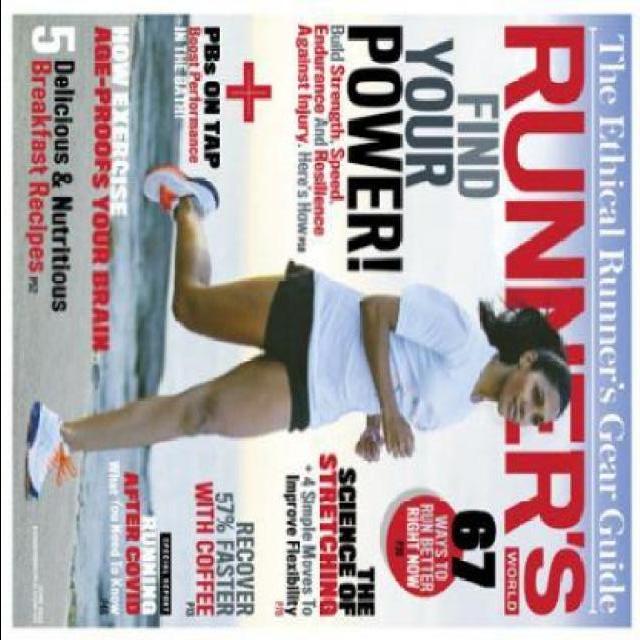 The Ethical Runner's Gear Guide
RUNNER'S
WORLD
FIND
YOUR
POWER!
Build Strength, Speed,
Endurance And Resilience
Against Injury. Here's How
67
WAYS TO
RUN BETTER
RIGHT NOW
+
PBs ON TAP
Boost Performance
IN THE BATH
THE
SCIENCE OF
STRETCHING
+ 4 Simple Moves To
Improve Flexibility
HOW EXERCISE
AGE-PROOFS YOUR BRAIN
RECOVER
57% FASTER
WITH COFFEE
5 Delicious & Nutritious
Breakfast Recipes
SPECIAL REPORT
RUNNING
AFTER COVID
What You Need To Know